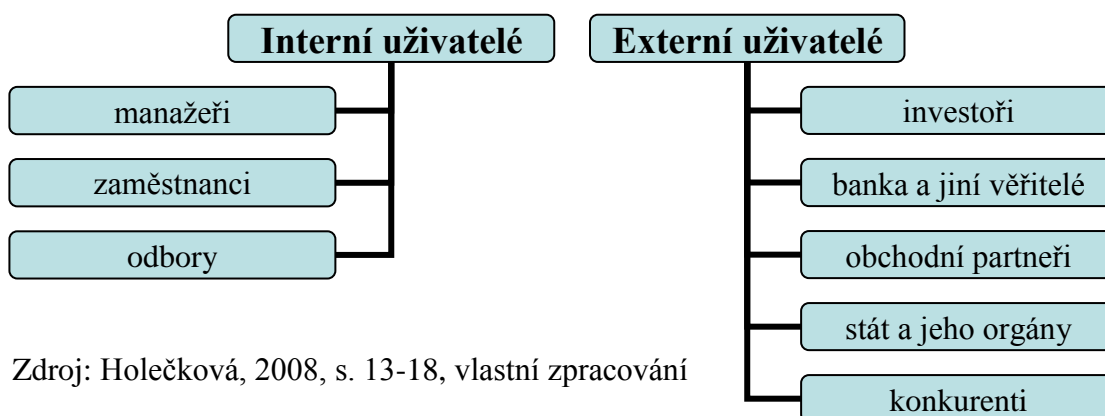 Interní uživatelé
manažeři
zaměstnanci
odbory
Externí uživatelé
investoři
banka a jiní věřitelé
obchodní partneři
stát a jeho orgány
konkurenti
Zdroj: Holečková, 2008, s. 13-18, vlastní zpracování